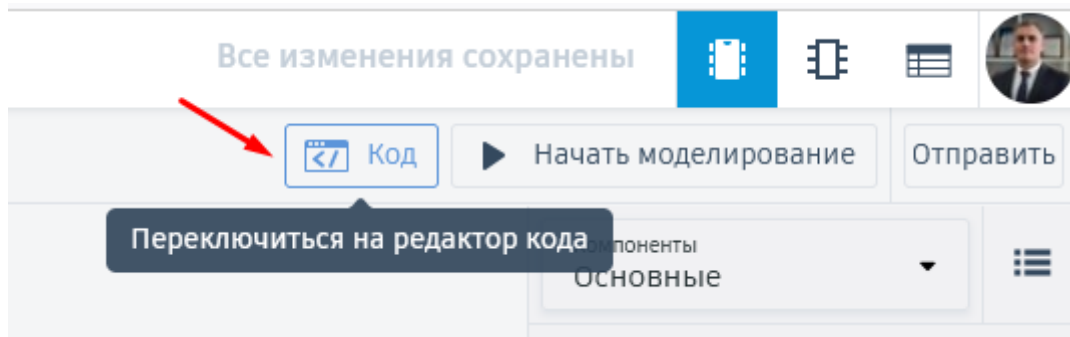 Все изменения сохранены
Код
Начать моделирование
Отправить
Переключиться на редактор кода
Основные